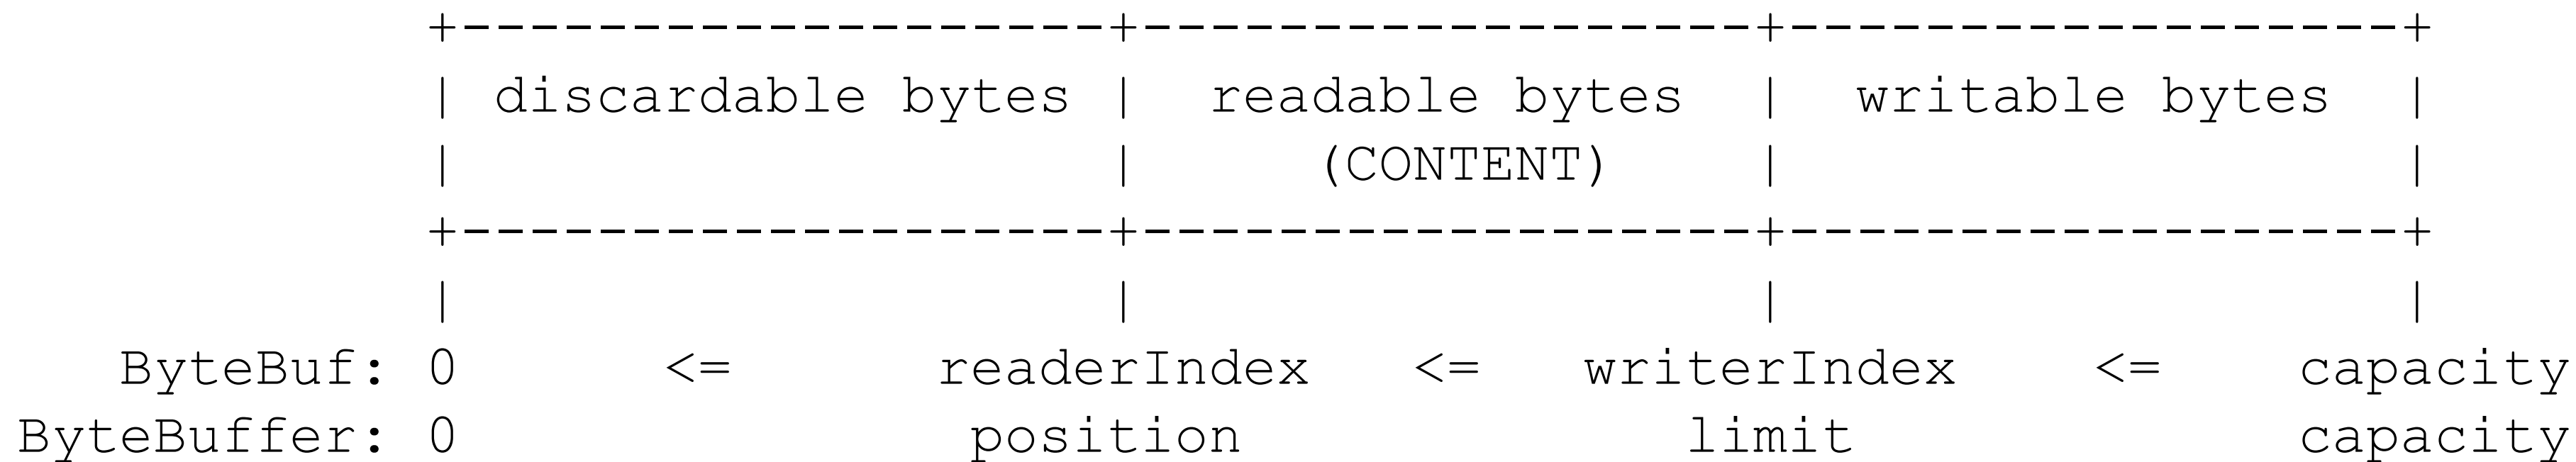 +-------------------+------------------+------------------+
| discardable bytes |  readable bytes  |  writable bytes  |
|                   |     (CONTENT)    |                  |
+-------------------+------------------+------------------+
|                   |                  |                  |
ByteBuf: 0      <=      readerIndex   <=   writerIndex    <=    capacity
ByteBuffer: 0               position             limit             capacity